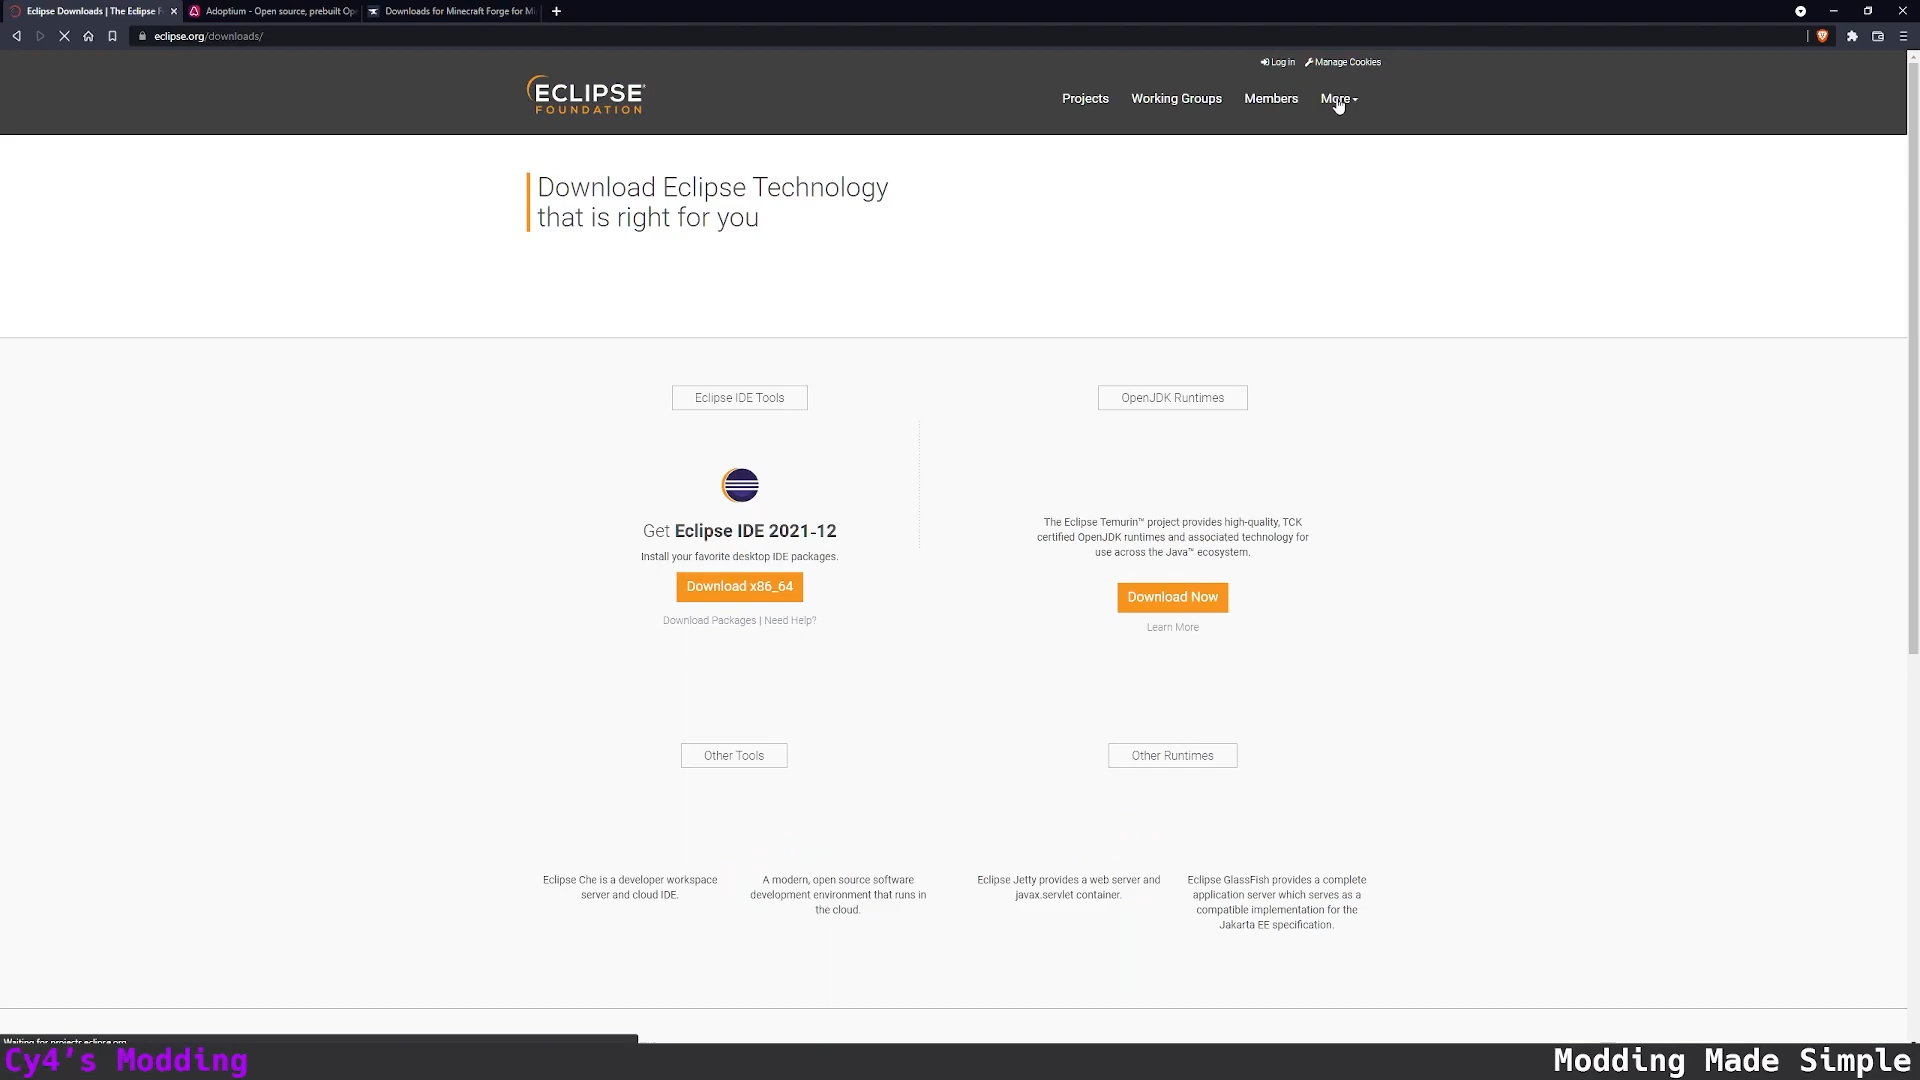 Eclipse Downloads | The Eclipse F
Adoptium - Open source, prebuilt Op
Downloads for Minecraft Forge for Mi
eclipse.org/downloads/
Log in
Manage Cookies
ECLIPSE
FOUNDATION
Projects
Working Groups
Members
More
Download Eclipse Technology
that is right for you
Eclipse IDE Tools
OpenJDK Runtimes
Get Eclipse IDE 2021-12
Install your favorite desktop IDE packages.
Download x86_64
Download Packages | Need Help?
The Eclipse Temurin™ project provides high-quality, TCK
certified OpenJDK runtimes and associated technology for
use across the Java™ ecosystem.
Download Now
Learn More
Other Tools
Other Runtimes
Eclipse Che is a developer workspace
server and cloud IDE.
A modern, open source software
development environment that runs in
the cloud.
Eclipse Jetty provides a web server and
javax.servlet container.
Eclipse GlassFish provides a complete
application server which serves as a
compatible implementation for the
Jakarta EE specification.
Waiting for projects.eclipse.org
Cy4's Modding
Modding Made Simple